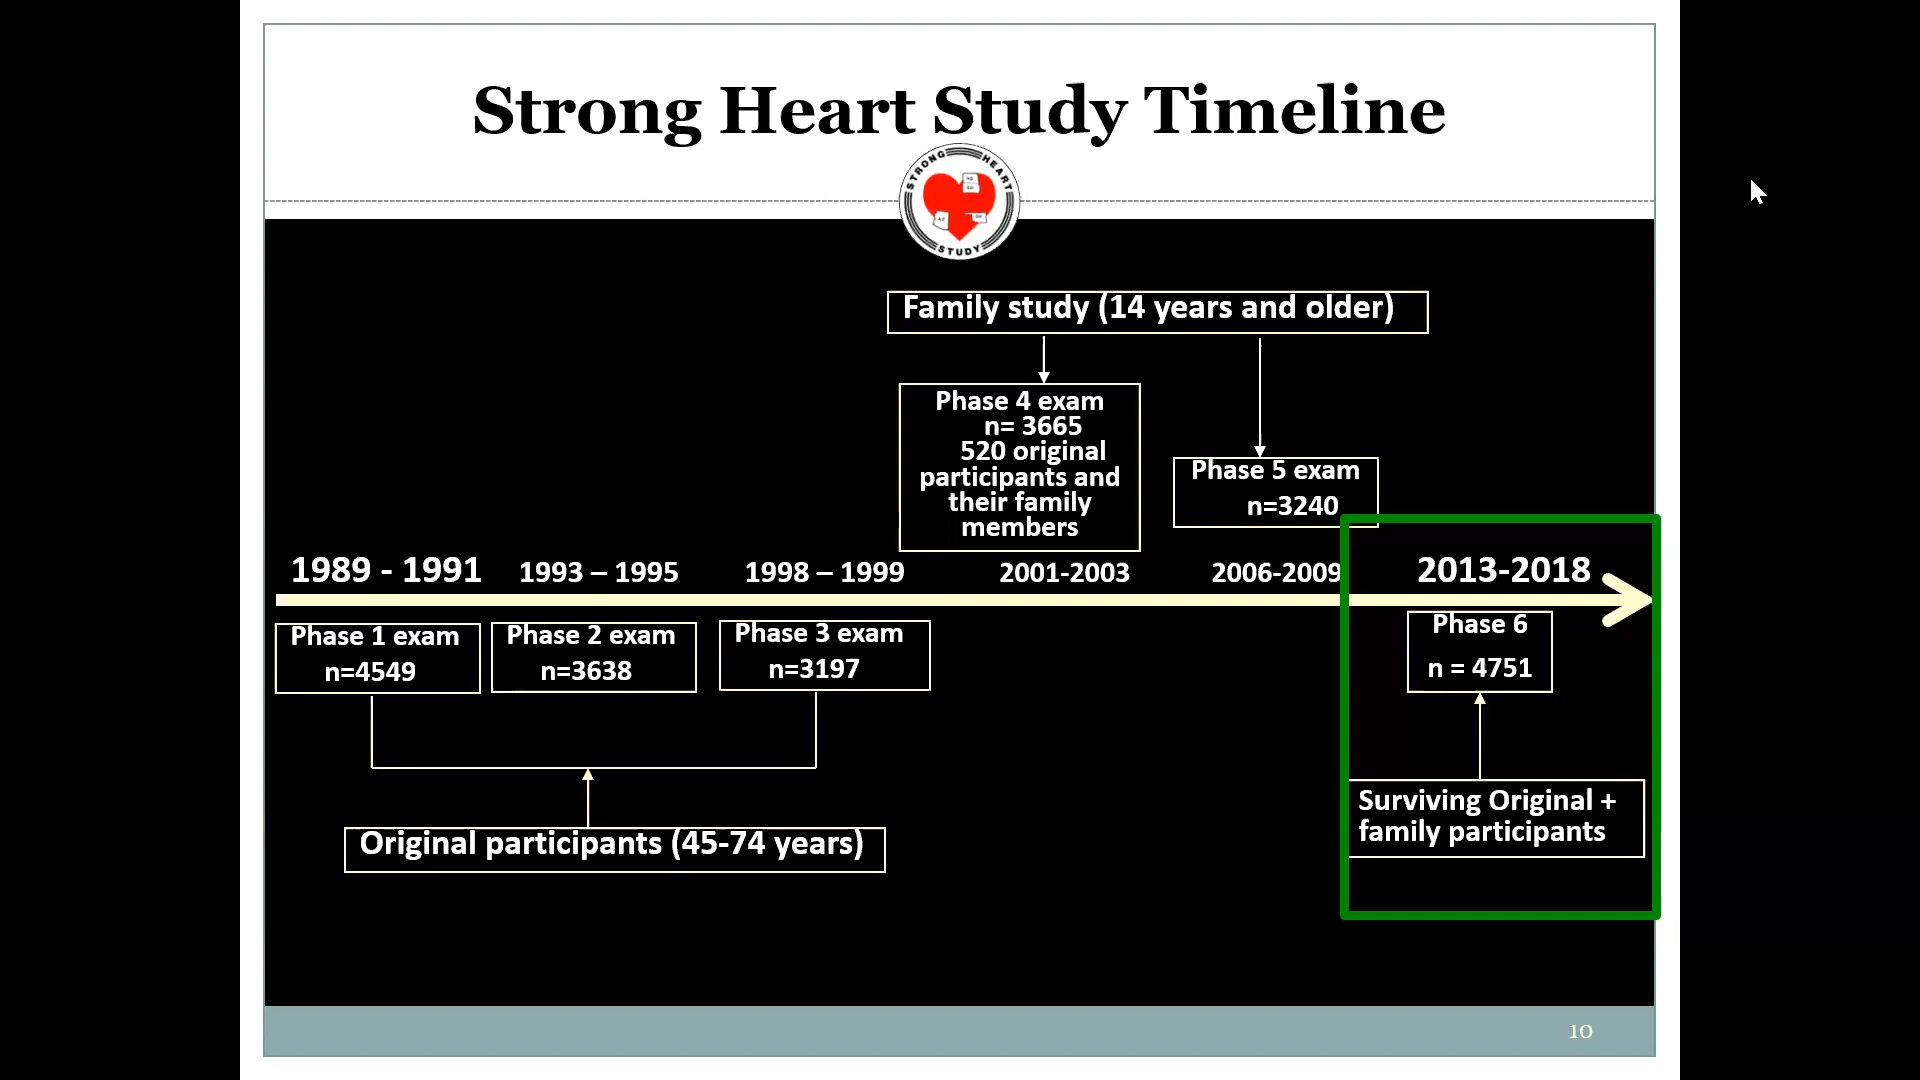 Strong Heart Study Timeline
STRONG HEART
STUDY
Family study (14 years and older)
Phase 4 exam
n= 3665
520 original
participants and
their family
members
Phase 5 exam
n=3240
1989 - 1991
1993 – 1995
1998 – 1999
2001-2003
2006-2009
2013-2018
Phase 1 exam
n=4549
Phase 2 exam
n=3638
Phase 3 exam
n=3197
Phase 6
n = 4751
Original participants (45-74 years)
Surviving Original +
family participants
10